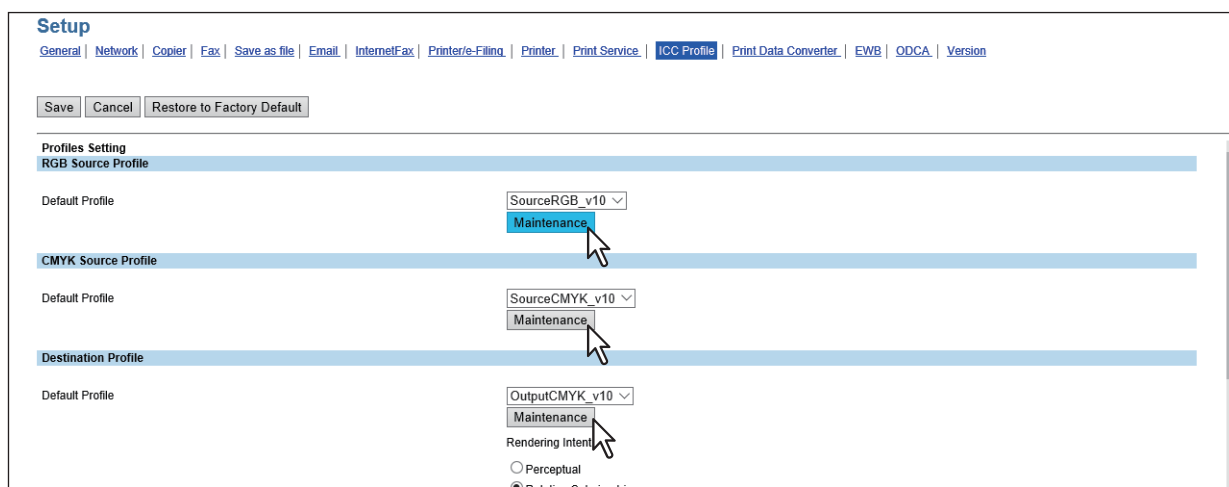 Setup
General | Network | Copier | Fax | Save as file | Email | InternetFax | Printer/e-Filing | Printer | Print Service | ICC Profile | Print Data Converter | EWB | ODCA | Version
Save Cancel Restore to Factory Default
Profiles Setting
RGB Source Profile
Default Profile SourceRGB_v10
Maintenance
CMYK Source Profile
Default Profile SourceCMYK_v10
Maintenance
Destination Profile
Default Profile OutputCMYK_v10
Maintenance
Rendering Intent
Perceptual